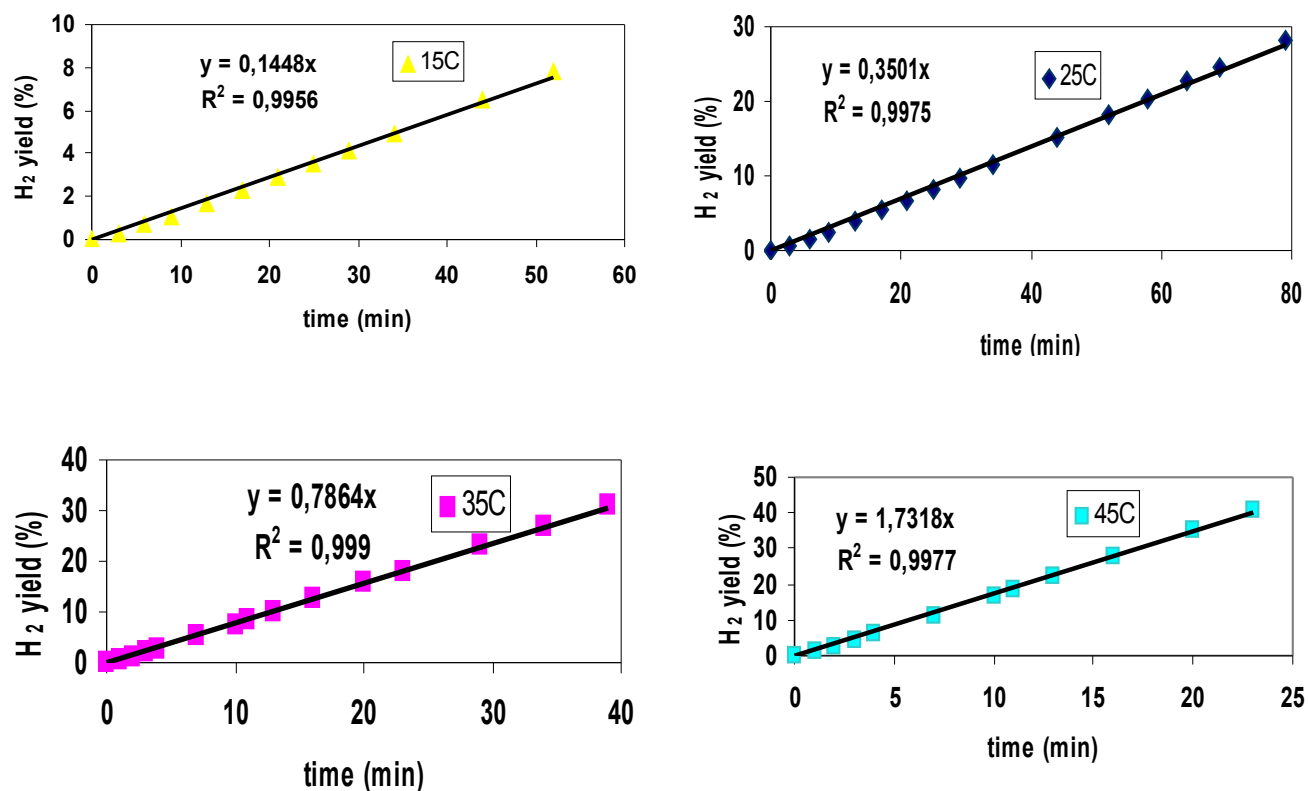 10
8
6
4
2
0
H2 yield (%)
y = 0,1448x
R2 = 0,9956
15C
0 10 20 30 40 50 60
time (min)
30
20
10
0
H2 yield (%)
y = 0,3501x
R2 = 0,9975
25C
0 20 40 60 80
time (min)
40
30
20
10
0
H2 yield (%)
y = 0,7864x
R2 = 0,999
35C
0 10 20 30 40
time (min)
50
40
30
20
10
0
H2 yield (%)
y = 1,7318x
R2 = 0,9977
45C
0 5 10 15 20 25
time (min)